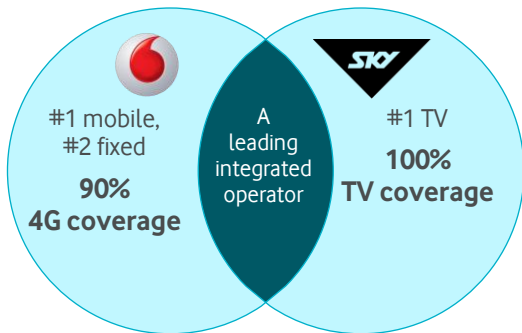 SKY
#1 mobile,
#2 fixed
90%
4G coverage
A
leading
integrated
operator
#1 TV
100%
TV coverage